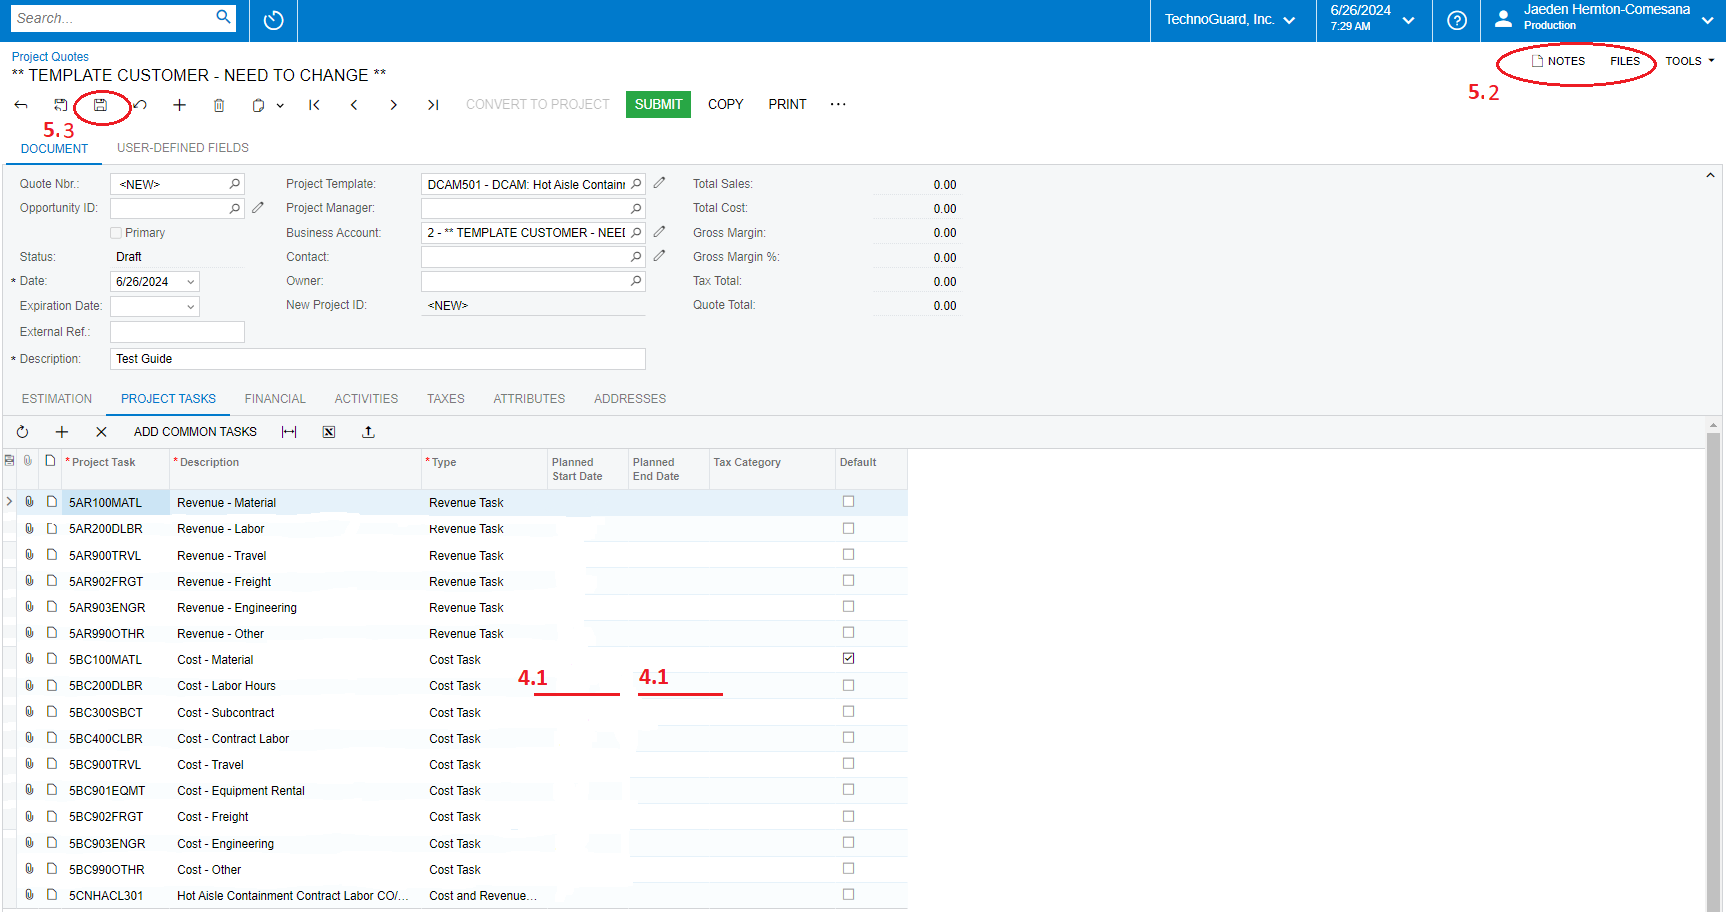 Search...
TechnoGuard, Inc.
6/26/2024
7:29 AM
Jaeden Hernton-Comesana
Production
Project Quotes
** TEMPLATE CUSTOMER - NEED TO CHANGE **
NOTES FILES TOOLS
5.2
CONVERT TO PROJECT SUBMIT COPY PRINT ...
5.3
DOCUMENT USER-DEFINED FIELDS
Quote Nbr.: <NEW> Project Template: DCAM501 - DCAM: Hot Aisle Contain Total Sales: 0.00
Opportunity ID: Project Manager: Total Cost: 0.00
Primary Business Account: 2 - ** TEMPLATE CUSTOMER - NEED Gross Margin: 0.00
Status: Draft Contact: Gross Margin %: 0.00
* Date: 6/26/2024 Owner: Tax Total: 0.00
Expiration Date: New Project ID: <NEW> Quote Total: 0.00
External Ref.:
* Description: Test Guide
ESTIMATION PROJECT TASKS FINANCIAL ACTIVITIES TAXES ATTRIBUTES ADDRESSES
ADD COMMON TASKS
* Project Task * Description * Type Planned Start Date Planned End Date Tax Category Default
5AR100MATL Revenue - Material Revenue Task
5AR200DLBR Revenue - Labor Revenue Task
5AR900TRVL Revenue - Travel Revenue Task
5AR902FRGT Revenue - Freight Revenue Task
5AR903ENGR Revenue - Engineering Revenue Task
5AR990OTHR Revenue - Other Revenue Task
5BC100MATL Cost - Material Cost Task
4.1 4.1
5BC200DLBR Cost - Labor Hours Cost Task
5BC300SBCT Cost - Subcontract Cost Task
5BC400CLBR Cost - Contract Labor Cost Task
5BC900TRVL Cost - Travel Cost Task
5BC901EQMT Cost - Equipment Rental Cost Task
5BC902FRGT Cost - Freight Cost Task
5BC903ENGR Cost - Engineering Cost Task
5BC990OTHR Cost - Other Cost Task
5CNHACL301 Hot Aisle Containment Contract Labor CO/... Cost and Revenue...